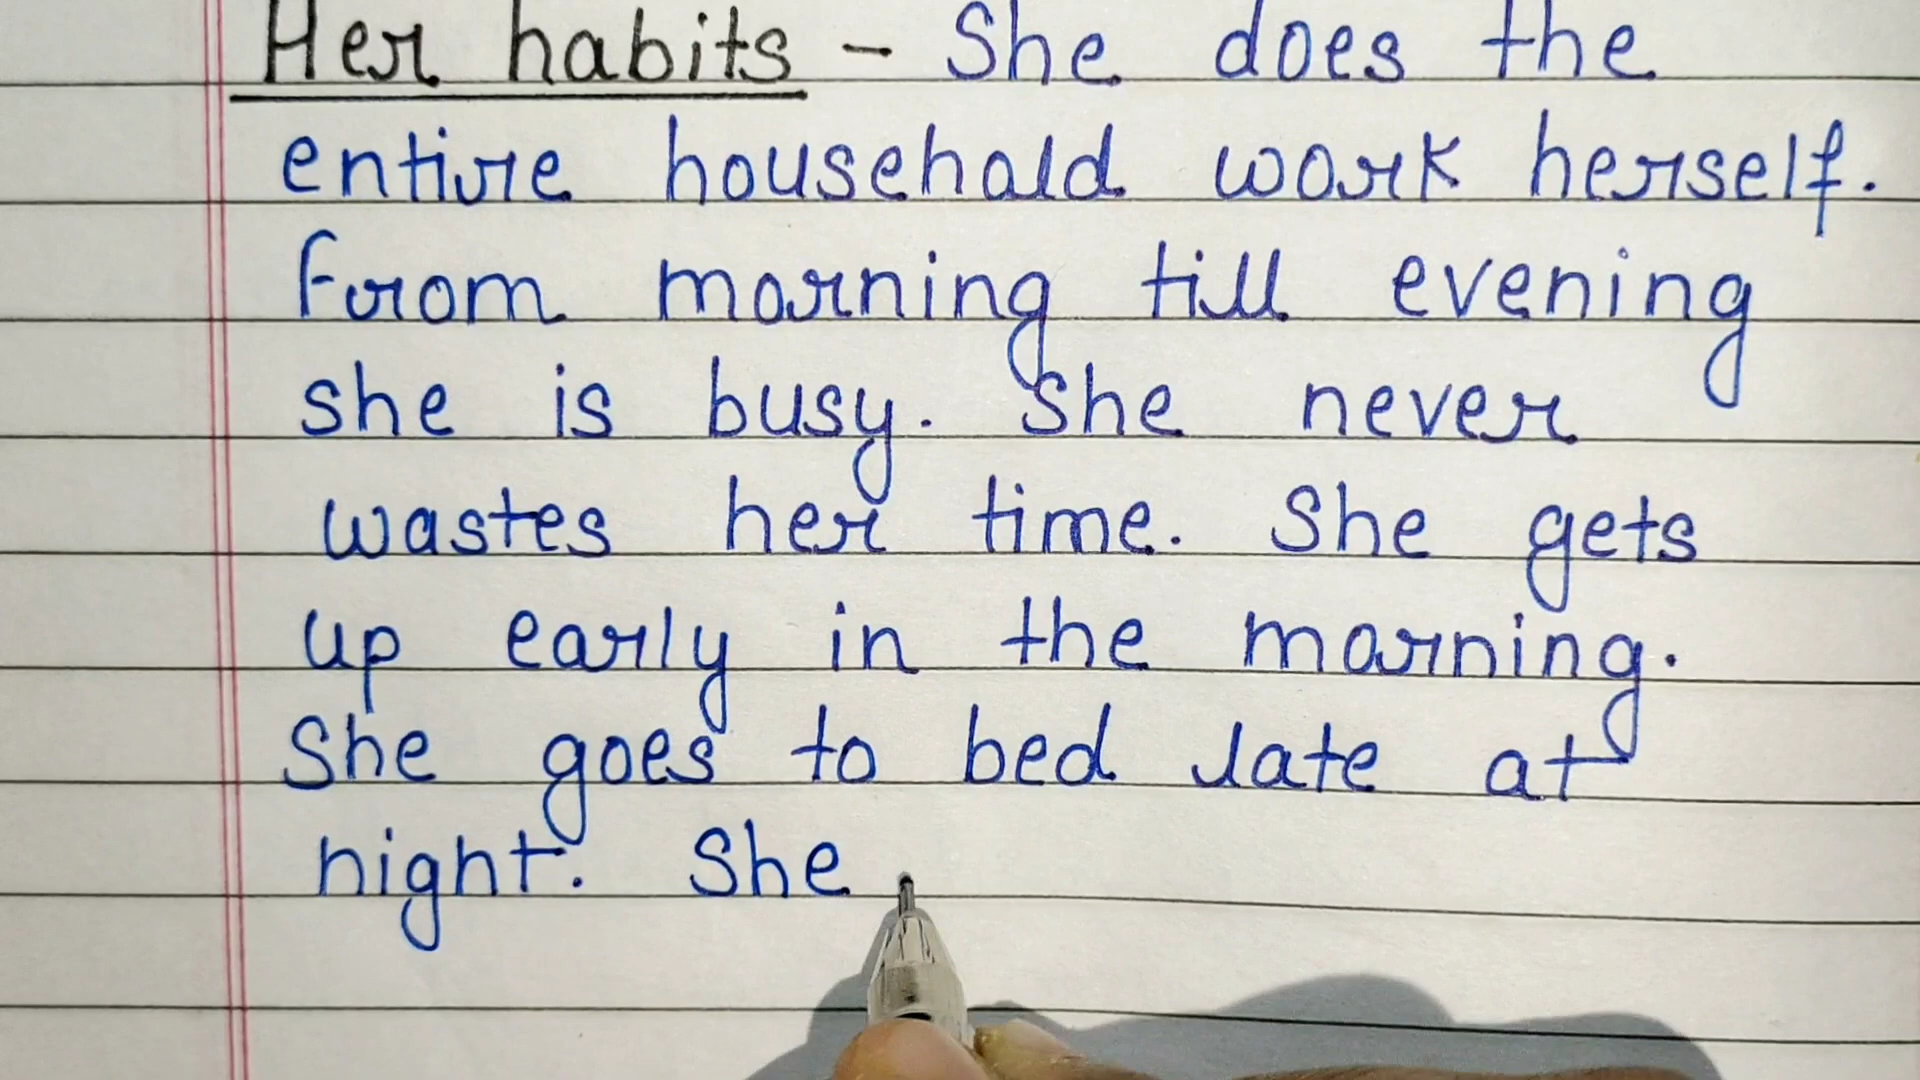 Her habits - She does the
entire household work herself.
From morning till evening
she is busy. She never
wastes her time. She gets
up early in the morning.
She goes to bed late at
night. She